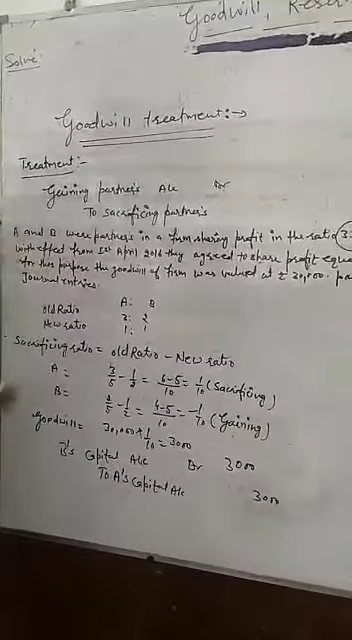 Goodwill, Reser
Solve
Goodwill treatment:→
Treatment:-
Gaining partner's A/c Dr
To Sacrificing partner's
A and B were partners in a firm sharing profit in the ratio 3:
with effect from 1st April 2016 they agreed to share profit equa
for this purpose the goodwill of firm was valued at ₹ 30,000. pa
Journal entries.
A: B
Old Ratio 3: 2
New ratio 1: 1
Sacrificing ratio = Old Ratio - New ratio
A = 3/5 - 1/2 = 6-5/10 = 1/10 (Sacrificing)
B = 2/5 - 1/2 = 4-5/10 = -1/10 (Gaining)
Goodwill = 30,000 × 1/10 = 3000
B's Capital A/c Dr 3000
To A's Capital A/c 3000